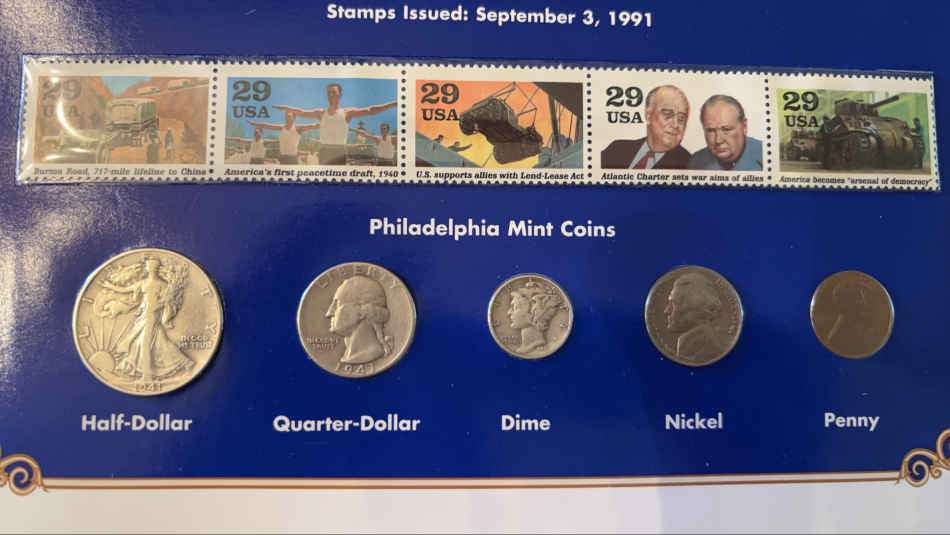 Stamps Issued: September 3, 1991
29
USA
Burma Road, 717-mile lifeline to China
29
USA
America's first peacetime draft, 1940
29
USA
U.S. supports allies with Lend-Lease Act
29
USA
Atlantic Charter sets war aims of allies
29
USA
America becomes "arsenal of democracy"
Philadelphia Mint Coins
LIBERTY
IN GOD
WE TRUST
1941
LIBERTY
IN GOD WE
TRUST
1941
Half-Dollar
Quarter-Dollar
Dime
Nickel
Penny